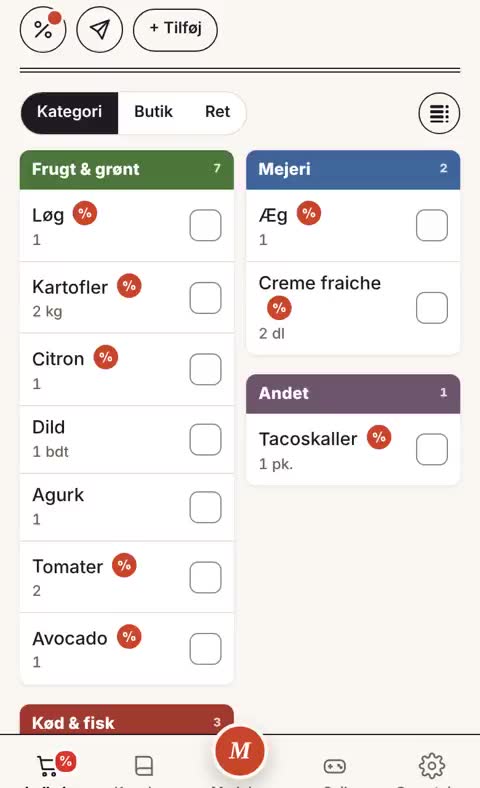 %
+ Tilføj
Kategori
Butik
Ret
Frugt & grønt 7
Løg %
1
Kartofler %
2 kg
Citron %
1
Dild
1 bdt
Agurk
1
Tomater %
2
Avocado %
1
Kød & fisk 3
Mejeri 2
Æg %
1
Creme fraiche
%
2 dl
Andet 1
Tacoskaller %
1 pk.
%
M